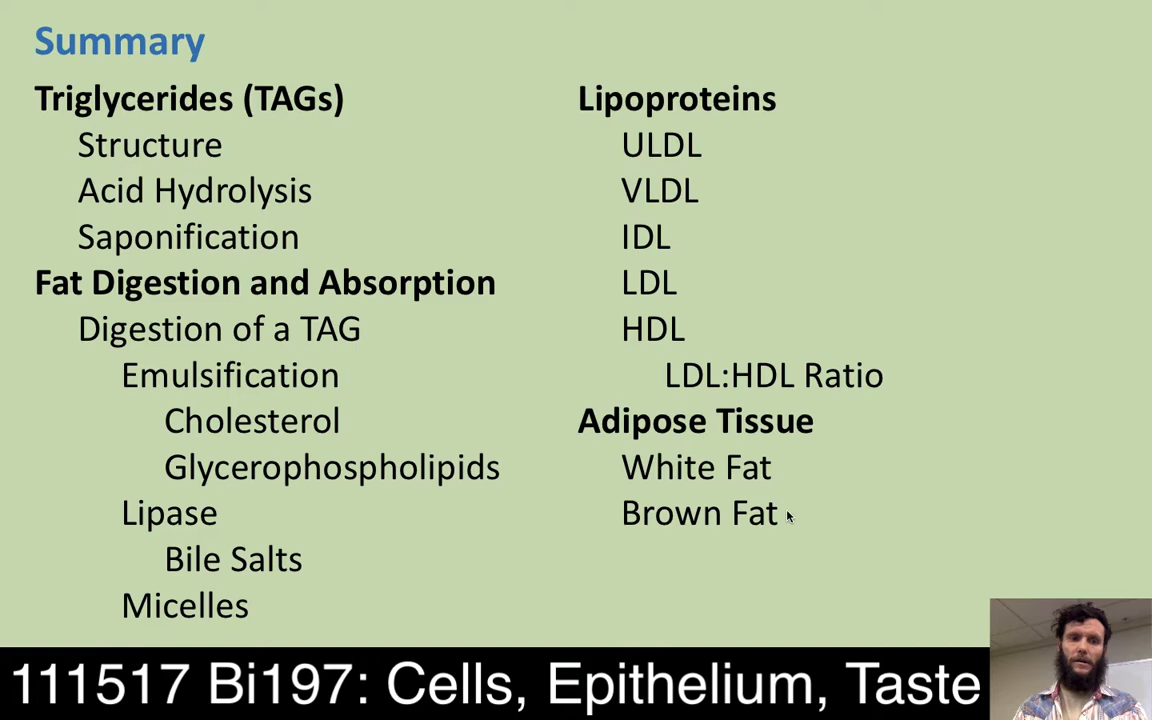 Summary
Triglycerides (TAGs)
Structure
Acid Hydrolysis
Saponification
Fat Digestion and Absorption
Digestion of a TAG
Emulsification
Cholesterol
Glycerophospholipids
Lipase
Bile Salts
Micelles
Lipoproteins
ULDL
VLDL
IDL
LDL
HDL
LDL:HDL Ratio
Adipose Tissue
White Fat
Brown Fat
111517 Bi197: Cells, Epithelium, Taste